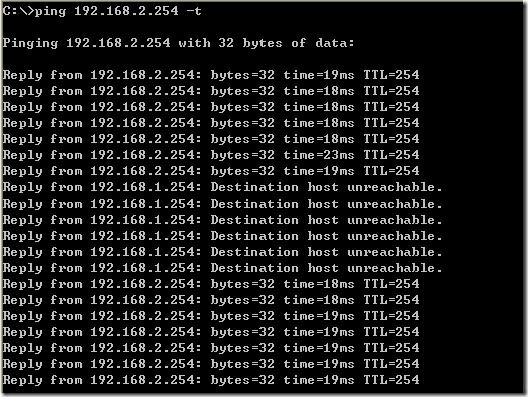 C:\>ping 192.168.2.254 -t
Pinging 192.168.2.254 with 32 bytes of data:
Reply from 192.168.2.254: bytes=32 time=19ms TTL=254
Reply from 192.168.2.254: bytes=32 time=18ms TTL=254
Reply from 192.168.2.254: bytes=32 time=18ms TTL=254
Reply from 192.168.2.254: bytes=32 time=18ms TTL=254
Reply from 192.168.2.254: bytes=32 time=18ms TTL=254
Reply from 192.168.2.254: bytes=32 time=23ms TTL=254
Reply from 192.168.2.254: bytes=32 time=19ms TTL=254
Reply from 192.168.1.254: Destination host unreachable.
Reply from 192.168.1.254: Destination host unreachable.
Reply from 192.168.1.254: Destination host unreachable.
Reply from 192.168.1.254: Destination host unreachable.
Reply from 192.168.1.254: Destination host unreachable.
Reply from 192.168.1.254: Destination host unreachable.
Reply from 192.168.2.254: bytes=32 time=18ms TTL=254
Reply from 192.168.2.254: bytes=32 time=18ms TTL=254
Reply from 192.168.2.254: bytes=32 time=19ms TTL=254
Reply from 192.168.2.254: bytes=32 time=19ms TTL=254
Reply from 192.168.2.254: bytes=32 time=19ms TTL=254
Reply from 192.168.2.254: bytes=32 time=19ms TTL=254
Reply from 192.168.2.254: bytes=32 time=19ms TTL=254